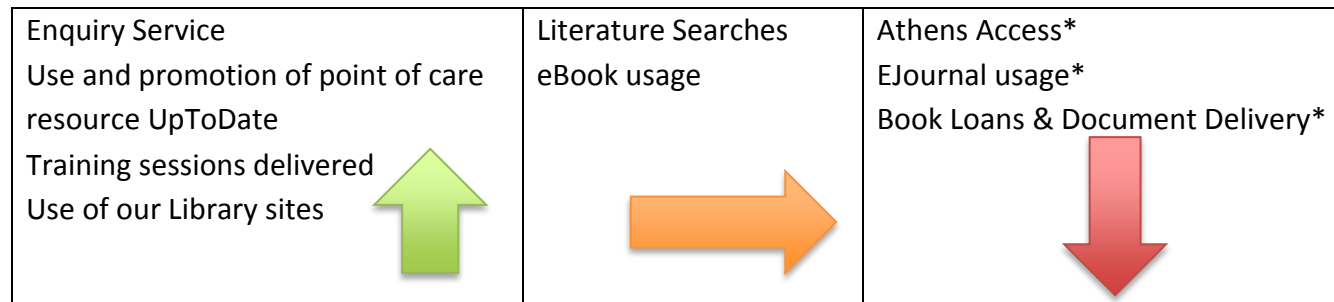 Enquiry Service
Use and promotion of point of care
resource UpToDate
Training sessions delivered
Use of our Library sites
Literature Searches
eBook usage
Athens Access*
EJournal usage*
Book Loans & Document Delivery*